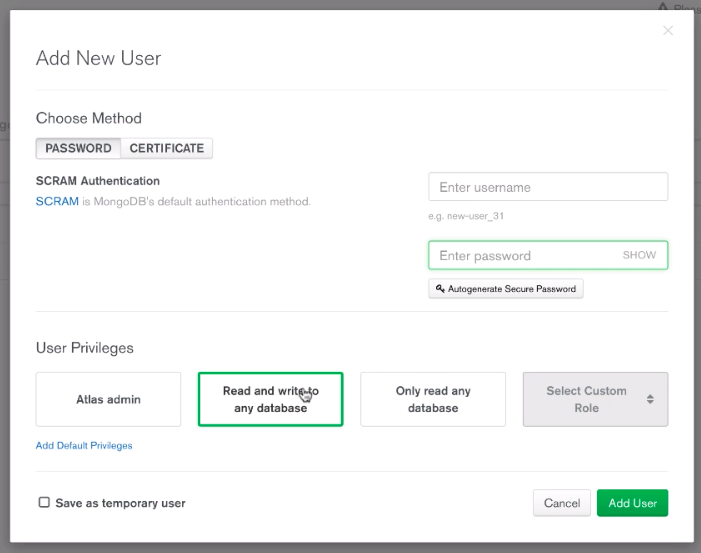 Add New User
Choose Method
PASSWORD CERTIFICATE
SCRAM Authentication
SCRAM is MongoDB's default authentication method.
Enter username
e.g. new-user_31
Enter password SHOW
Autogenerate Secure Password
User Privileges
Atlas admin
Read and write to
any database
Only read any
database
Select Custom
Role
Add Default Privileges
Save as temporary user
Cancel
Add User